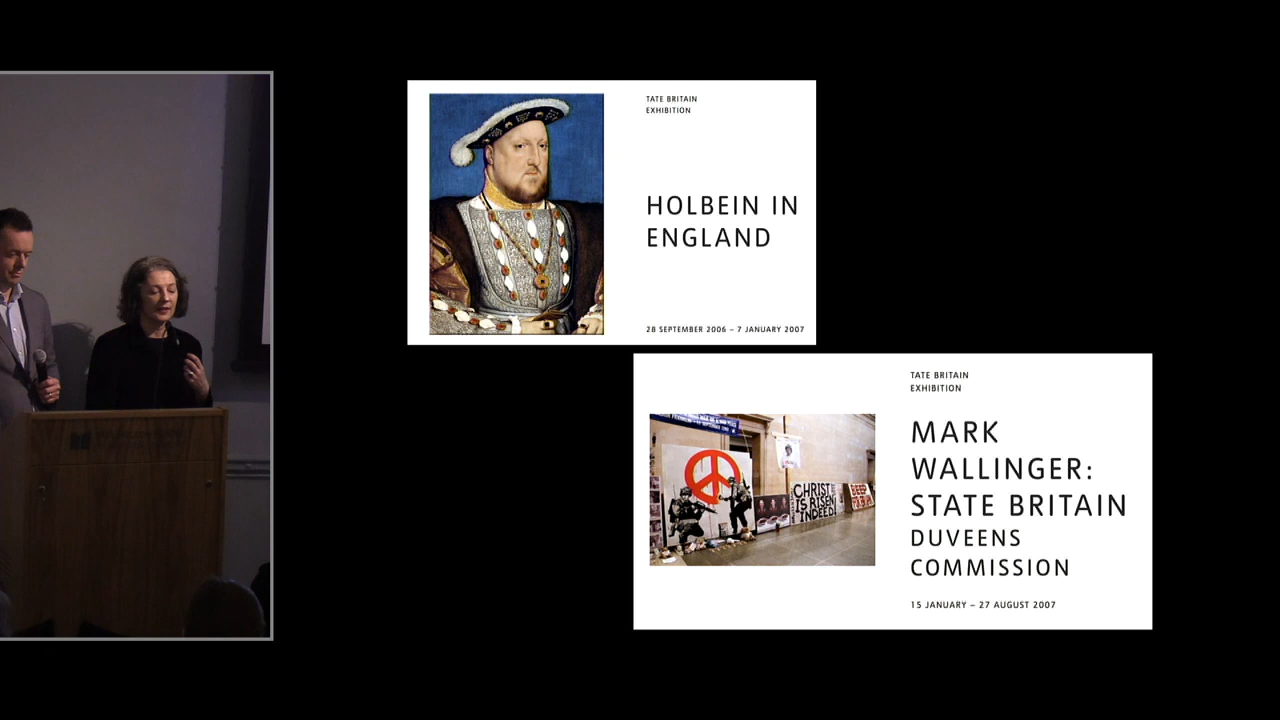 TATE BRITAIN
EXHIBITION
HOLBEIN IN
ENGLAND
28 SEPTEMBER 2006 – 7 JANUARY 2007
TATE BRITAIN
EXHIBITION
MARK
WALLINGER:
STATE BRITAIN
DUVEENS
COMMISSION
15 JANUARY – 27 AUGUST 2007
CHRIST
IS RISEN
INDEED!